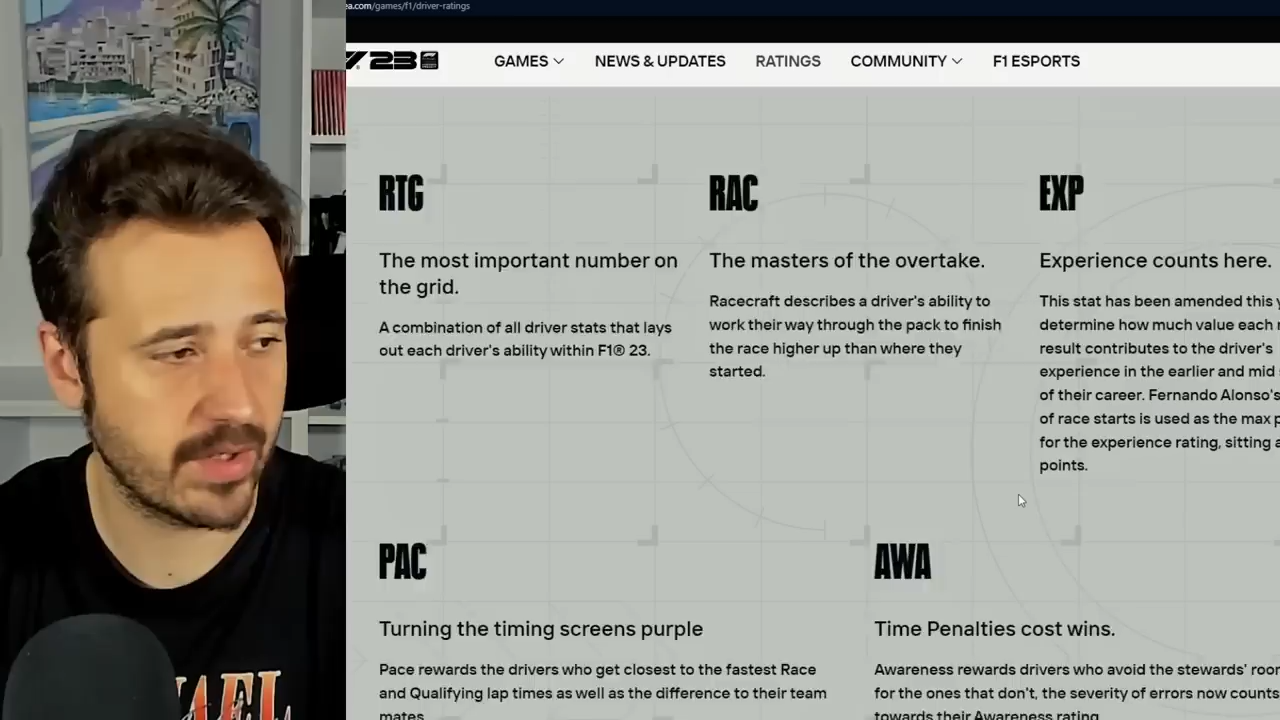 ea.com/games/f1/driver-ratings
23
GAMES
NEWS & UPDATES
RATINGS
COMMUNITY
F1 ESPORTS
RTG
The most important number on
the grid.
A combination of all driver stats that lays
out each driver's ability within F1® 23.
RAC
The masters of the overtake.
Racecraft describes a driver's ability to
work their way through the pack to finish
the race higher up than where they
started.
EXP
Experience counts here.
This stat has been amended this
determine how much value each
result contributes to the driver's
experience in the earlier and mid
of their career. Fernando Alonso's
of race starts is used as the max
for the experience rating, sitting
points.
PAC
Turning the timing screens purple
Pace rewards the drivers who get closest to the fastest Race
and Qualifying lap times as well as the difference to their team
mates.
AWA
Time Penalties cost wins.
Awareness rewards drivers who avoid the stewards' room
for the ones that don't, the severity of errors now counts
towards their Awareness rating.